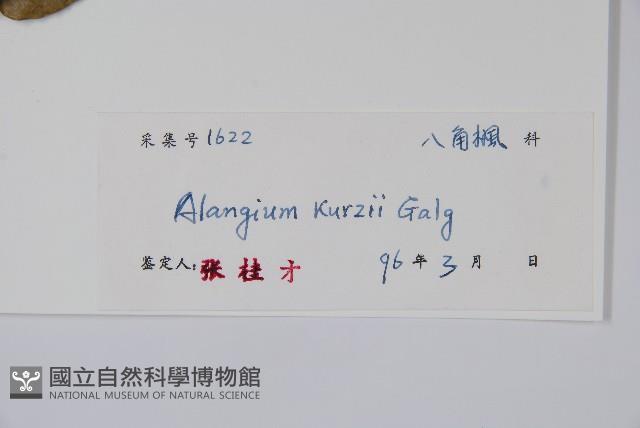 采集号 1622 八角楓 科
Alangium Kurzii Galg
鉴定人: 张桂才 96 年 3 月 日
國立自然科學博物館
NATIONAL MUSEUM OF NATURAL SCIENCE